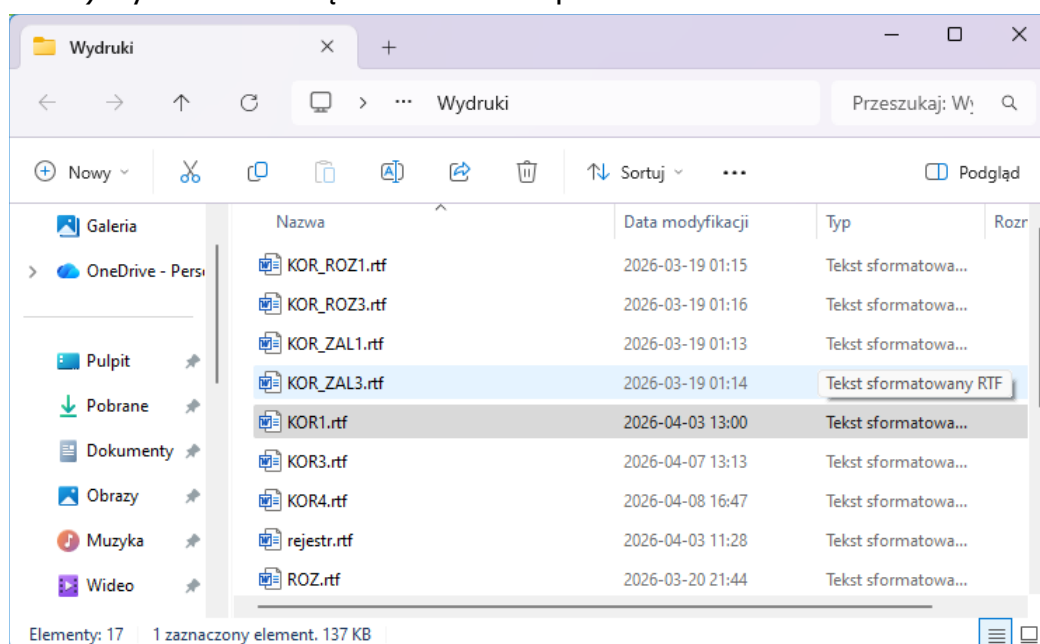 Wydruki
Wydruki
Przeszukaj: Wy
Nowy
Sortuj
Podgląd
Galeria
OneDrive - Perso
Pulpit
Pobrane
Dokumenty
Obrazy
Muzyka
Wideo
Nazwa Data modyfikacji Typ Rozm
KOR_ROZ1.rtf 2026-03-19 01:15 Tekst sformatowa...
KOR_ROZ3.rtf 2026-03-19 01:16 Tekst sformatowa...
KOR_ZAL1.rtf 2026-03-19 01:13 Tekst sformatowa...
KOR_ZAL3.rtf 2026-03-19 01:14 Tekst sformatowany RTF
KOR1.rtf 2026-04-03 13:00 Tekst sformatowa...
KOR3.rtf 2026-04-07 13:13 Tekst sformatowa...
KOR4.rtf 2026-04-08 16:47 Tekst sformatowa...
rejestr.rtf 2026-04-03 11:28 Tekst sformatowa...
ROZ.rtf 2026-03-20 21:44 Tekst sformatowa...
Elementy: 17 1 zaznaczony element. 137 KB